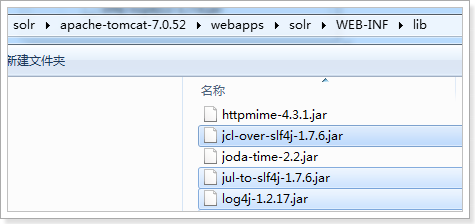 solr ▸ apache-tomcat-7.0.52 ▸ webapps ▸ solr ▸ WEB-INF ▸ lib
新建文件夹
名称
httpmime-4.3.1.jar
jcl-over-slf4j-1.7.6.jar
joda-time-2.2.jar
jul-to-slf4j-1.7.6.jar
log4j-1.2.17.jar